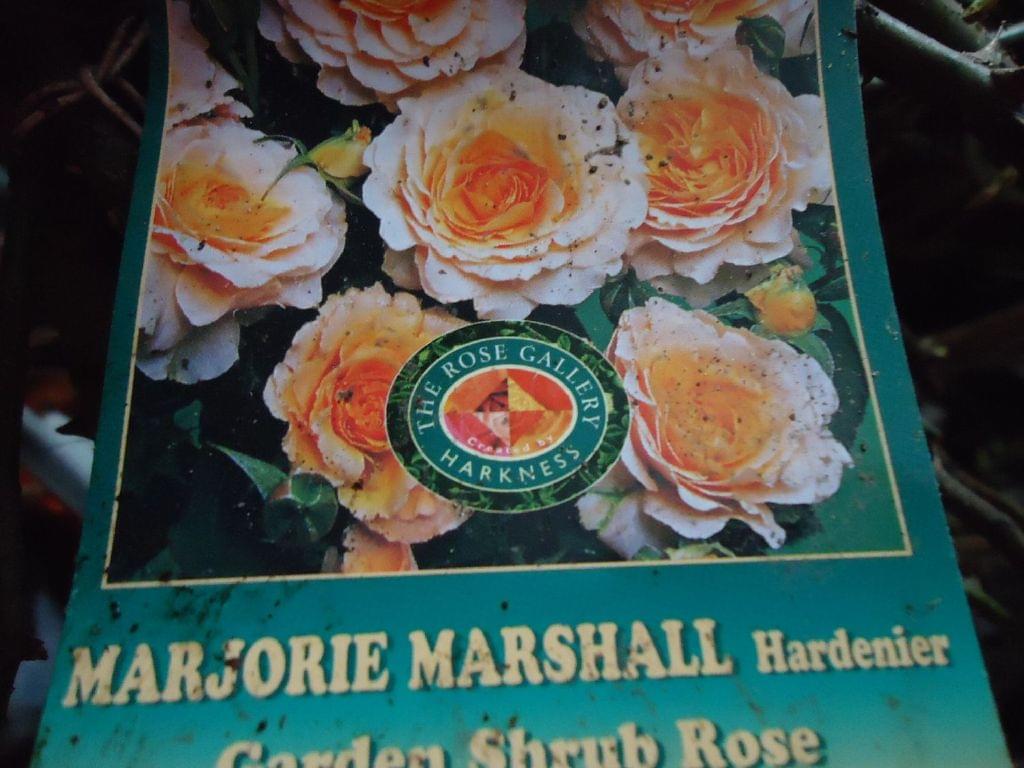 THE ROSE GALLERY
Created by
HARKNESS
MARJORIE MARSHALL Hardenier
Garden Shrub Rose